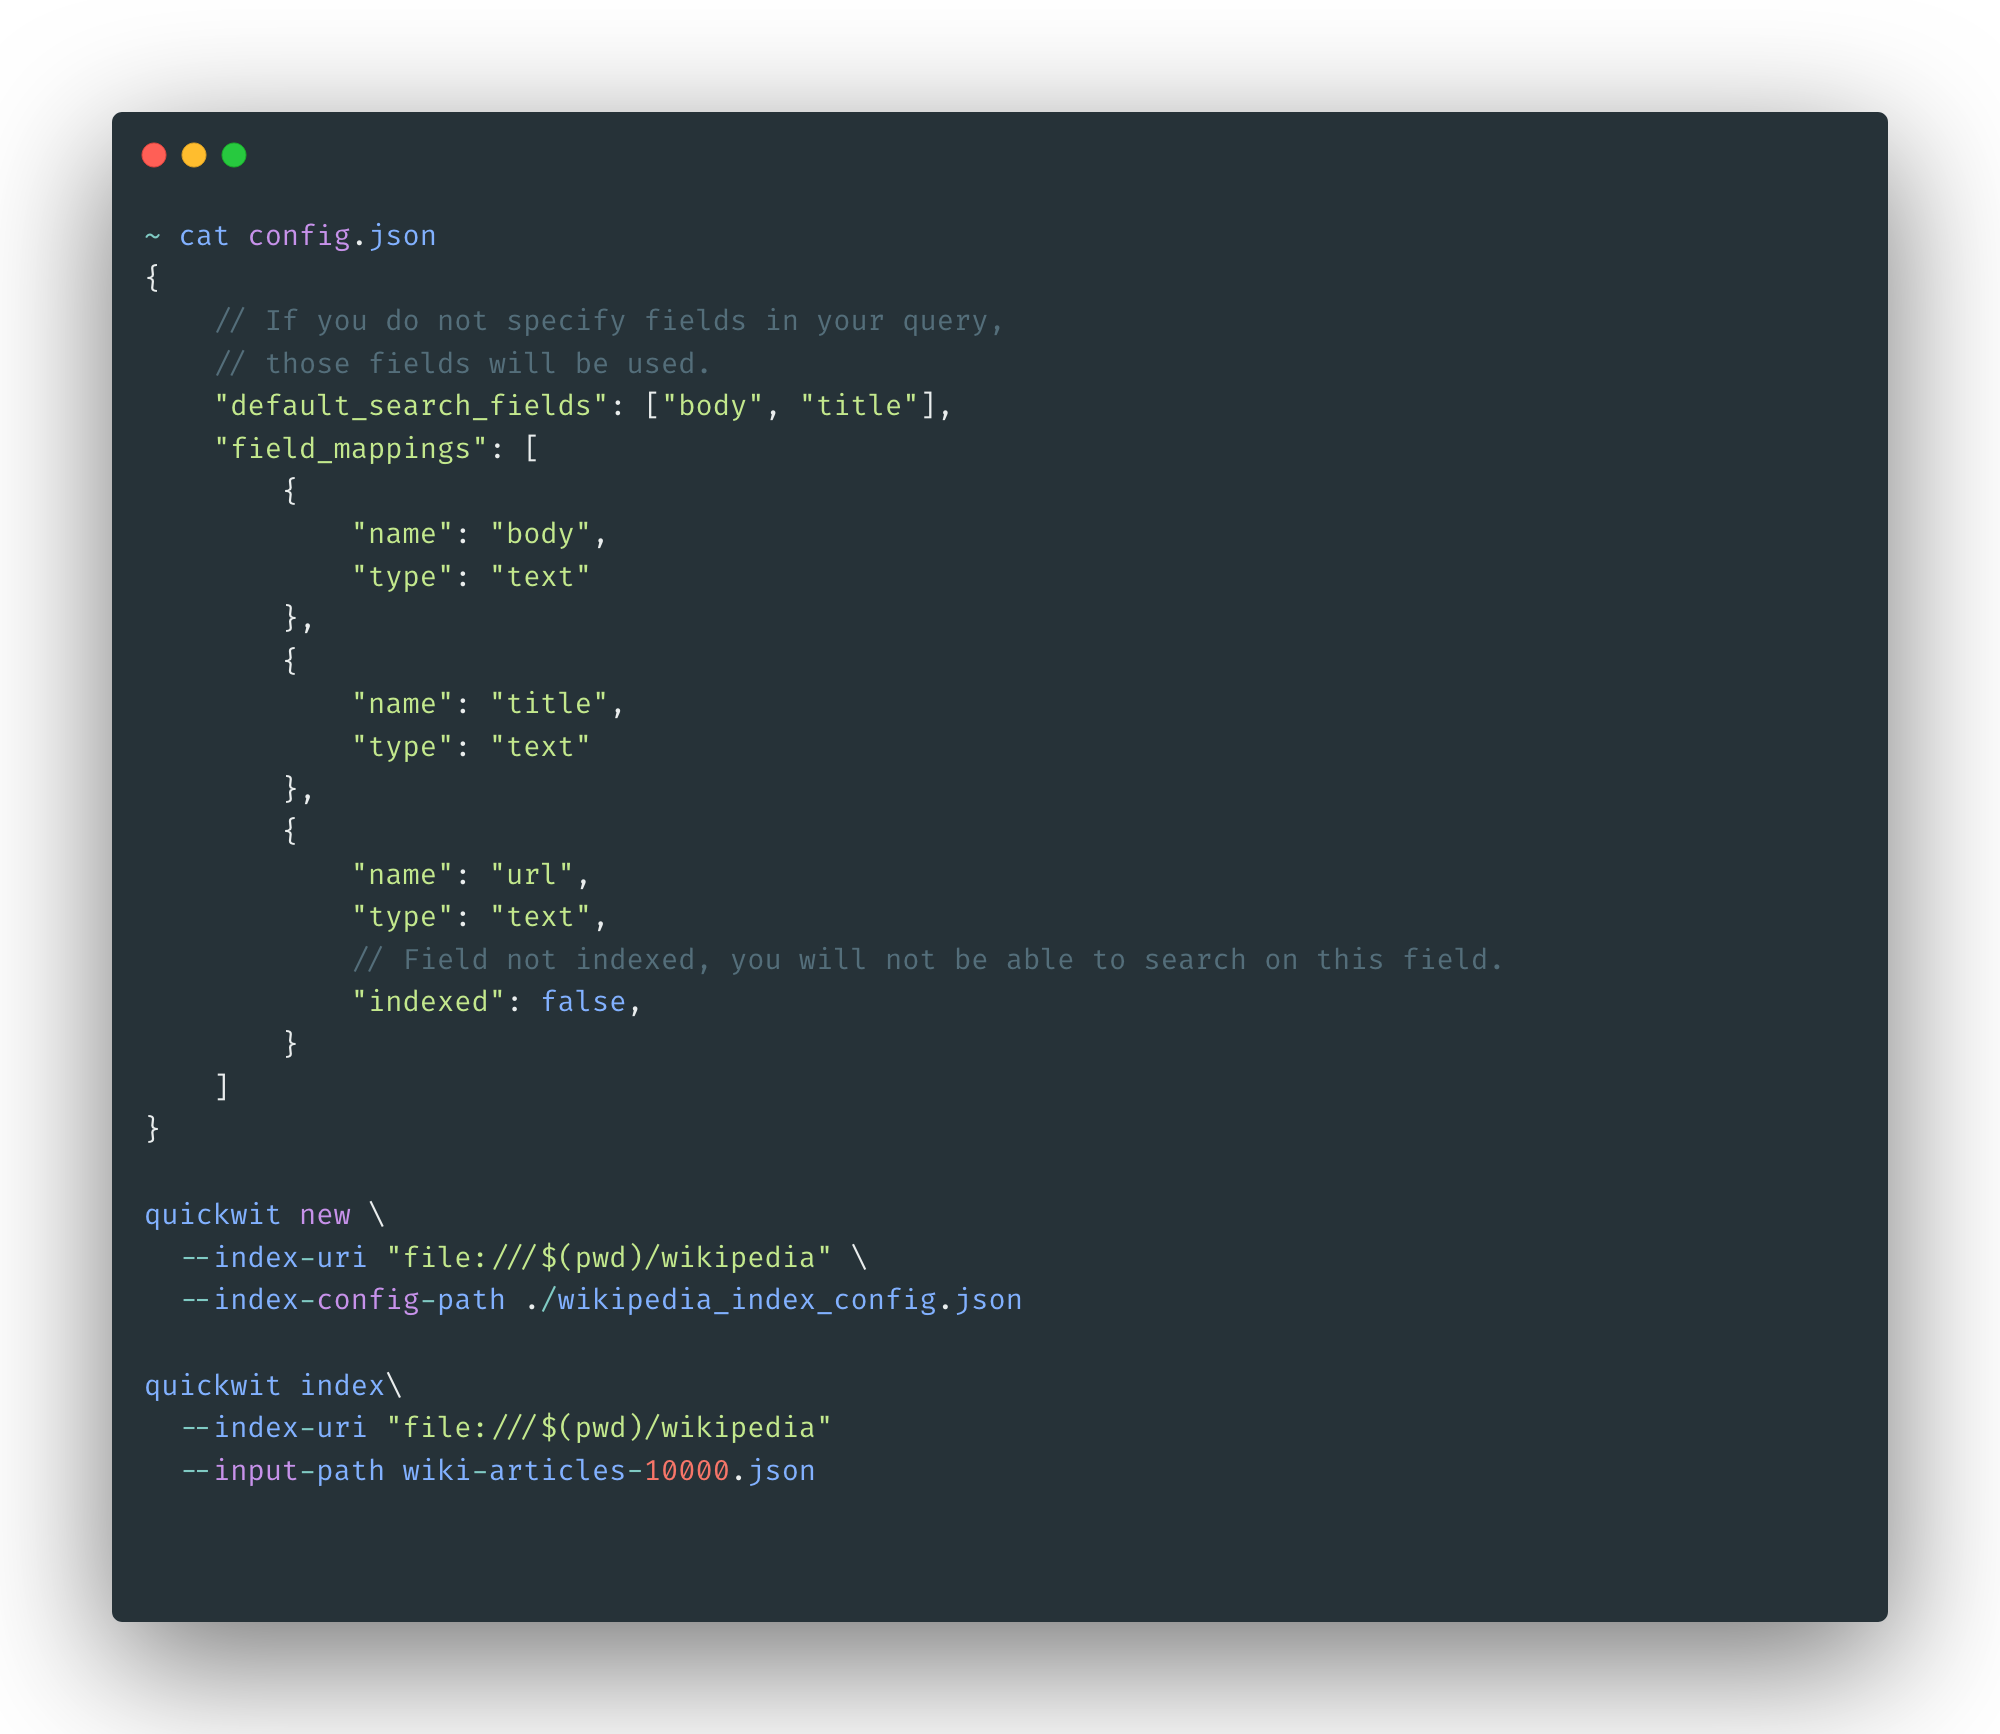 ~ cat config.json
{
    // If you do not specify fields in your query,
    // those fields will be used.
    "default_search_fields": ["body", "title"],
    "field_mappings": [
        {
            "name": "body",
            "type": "text"
        },
        {
            "name": "title",
            "type": "text"
        },
        {
            "name": "url",
            "type": "text",
            // Field not indexed, you will not be able to search on this field.
            "indexed": false,
        }
    ]
}

quickwit new \
  --index-uri "file:///$(pwd)/wikipedia" \
  --index-config-path ./wikipedia_index_config.json

quickwit index\
  --index-uri "file:///$(pwd)/wikipedia"
  --input-path wiki-articles-10000.json